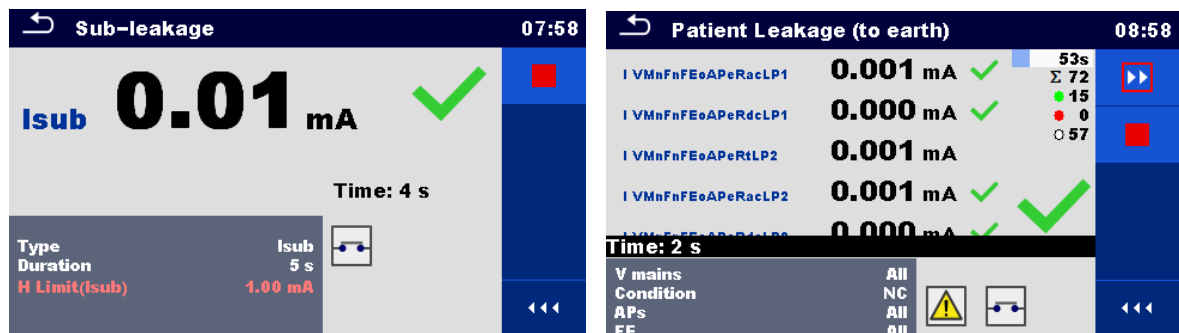 Sub-leakage 07:58
Isub 0.01 mA
Time: 4 s
Type Isub
Duration 5 s
H Limit(Isub) 1.00 mA
Patient Leakage (to earth) 08:58
I VMnFnFEoAPeRacLP1 0.001 mA
I VMnFnFEoAPeRdcLP1 0.000 mA
I VMnFnFEoAPeRtLP2 0.001 mA
I VMnFnFEoAPeRacLP2 0.001 mA
0.000 mA
53s
Σ 72
15
0
57
Time: 2 s
V mains All
Condition NC
APs All
FE All